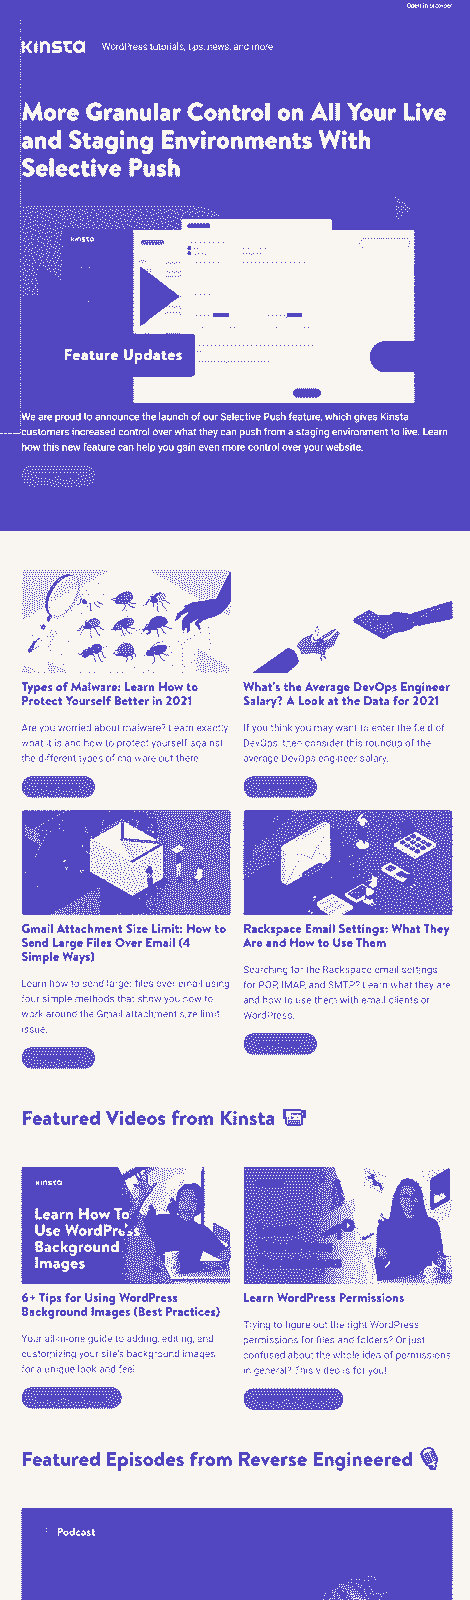 Open in browser
Kinsta
WordPress tutorials, tips, news, and more
More Granular Control on All Your Live
and Staging Environments With
Selective Push
Kinsta
Feature Updates
We are proud to announce the launch of our Selective Push feature, which gives Kinsta
customers increased control over what they can push from a staging environment to live. Learn
how this new feature can help you gain even more control over your website.
Types of Malware: Learn How to
Protect Yourself Better in 2021
Are you worried about malware? Learn exactly
what it is and how to protect yourself against
the different types of malware out there.
What's the Average DevOps Engineer
Salary? A Look at the Data for 2021
If you think you may want to enter the field of
DevOps, then consider this roundup of the
average DevOps engineer salary.
Gmail Attachment Size Limit: How to
Send Large Files Over Email (4
Simple Ways)
Learn how to send larger files over email using
four simple methods that show you how to
work around the Gmail attachment size limit
issue.
Rackspace Email Settings: What They
Are and How to Use Them
Searching for the Rackspace email settings
for POP, IMAP, and SMTP? Learn what they are
and how to use them with email clients or
WordPress.
Featured Videos from Kinsta
Kinsta
Learn How To
Use WordPress
Background
Images
6+ Tips for Using WordPress
Background Images (Best Practices)
Your all-in-one guide to adding, editing, and
customizing your site's background images
for a unique look and feel
Learn WordPress Permissions
Trying to figure out the right WordPress
permissions for files and folders? Or just
confused about the whole idea of permissions
in general? This video is for you!
Featured Episodes from Reverse Engineered
Podcast